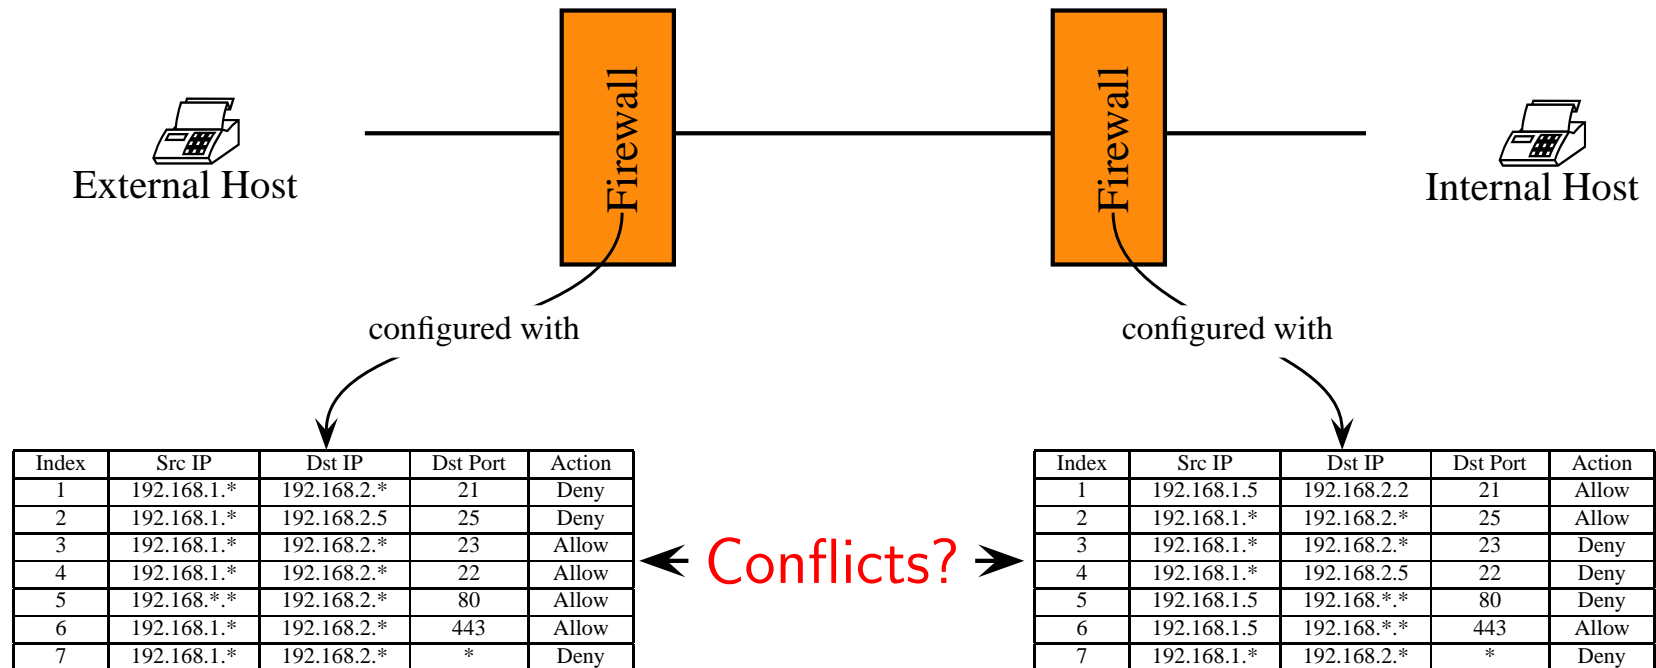 Firewall
Firewall
External Host
Internal Host
configured with
configured with
Index Src IP Dst IP Dst Port Action
1 192.168.1.* 192.168.2.* 21 Deny
2 192.168.1.* 192.168.2.5 25 Deny
3 192.168.1.* 192.168.2.* 23 Allow
4 192.168.1.* 192.168.2.* 22 Allow
5 192.168.*.* 192.168.2.* 80 Allow
6 192.168.1.* 192.168.2.* 443 Allow
7 192.168.1.* 192.168.2.* * Deny
Conflicts?
Index Src IP Dst IP Dst Port Action
1 192.168.1.5 192.168.2.2 21 Allow
2 192.168.1.* 192.168.2.* 25 Allow
3 192.168.1.* 192.168.2.* 23 Deny
4 192.168.1.* 192.168.2.5 22 Deny
5 192.168.1.5 192.168.*.* 80 Deny
6 192.168.1.5 192.168.*.* 443 Allow
7 192.168.1.* 192.168.2.* * Deny